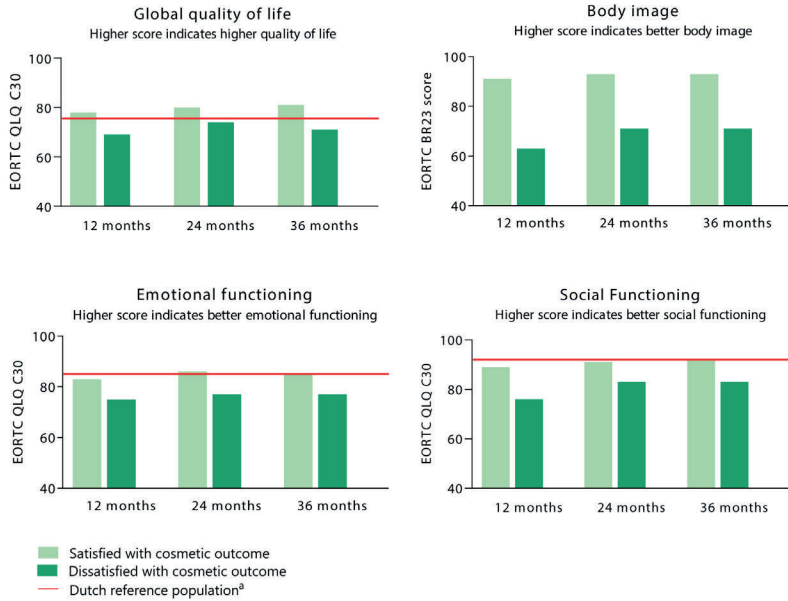 Global quality of life
Higher score indicates higher quality of life
EORTC QLQ C30
100
80
60
40
12 months
24 months
36 months
Body image
Higher score indicates better body image
EORTC BR23 score
100
80
60
40
12 months
24 months
36 months
Emotional functioning
Higher score indicates better emotional functioning
EORTC QLQ C30
100
80
60
40
12 months
24 months
36 months
Social Functioning
Higher score indicates better social functioning
EORTC QLQ C30
100
80
60
40
12 months
24 months
36 months
Satisfied with cosmetic outcome
Dissatisfied with cosmetic outcome
Dutch reference populationᵃ